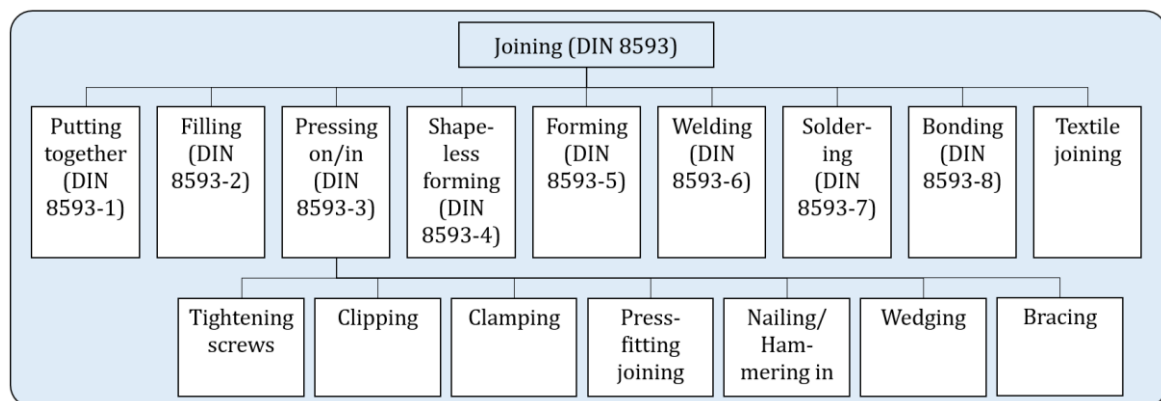 Joining (DIN 8593)
Putting
together
(DIN
8593-1)
Filling
(DIN
8593-2)
Pressing
on/in
(DIN
8593-3)
Shape-
less
forming
(DIN
8593-4)
Forming
(DIN
8593-5)
Welding
(DIN
8593-6)
Solder-
ing
(DIN
8593-7)
Bonding
(DIN
8593-8)
Textile
joining
Tightening
screws
Clipping
Clamping
Press-
fitting
joining
Nailing/
Ham-
mering in
Wedging
Bracing